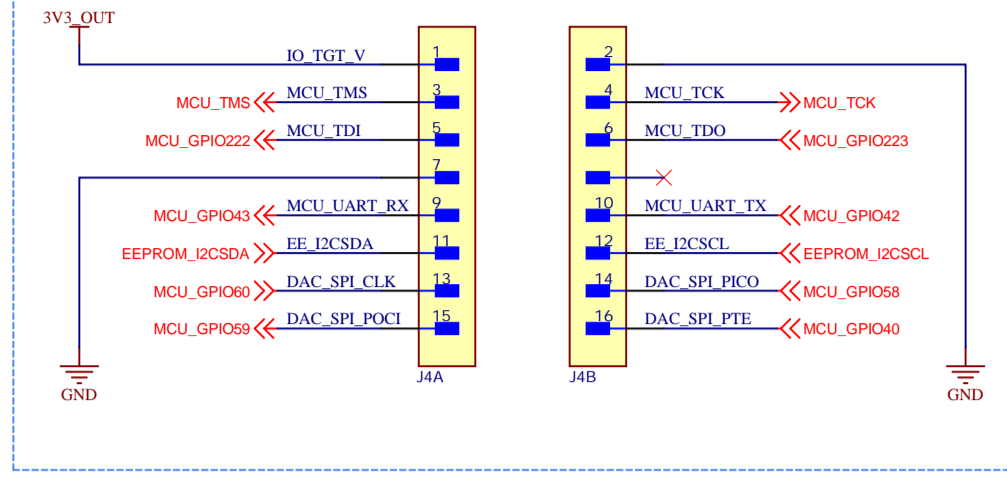 3V3_OUT
IO_TGT_V 1 2
MCU_TMS MCU_TMS 3 4 MCU_TCK MCU_TCK
MCU_GPIO222 MCU_TDI 5 6 MCU_TDO MCU_GPIO223
7
MCU_GPIO43 MCU_UART_RX 9 10 MCU_UART_TX MCU_GPIO42
EEPROM_I2CSDA EE_I2CSDA 11 12 EE_I2CSCL EEPROM_I2CSCL
MCU_GPIO60 DAC_SPI_CLK 13 14 DAC_SPI_PICO MCU_GPIO58
MCU_GPIO59 DAC_SPI_POCI 15 16 DAC_SPI_PTE MCU_GPIO40
J4A J4B
GND GND